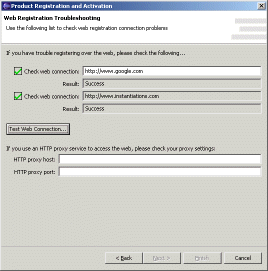 Product Registration and Activation
Web Registration Troubleshooting
Use the following list to check web registration connection problems
If you have trouble registering over the web, please check the following...
Check web connection: http://www.google.com
Result: Success
Check web connection: http://www.instantiations.com
Result: Success
Test Web Connection...
If you use an HTTP proxy service to access the web, please check your proxy settings:
HTTP proxy host:
HTTP proxy port:
< Back Next > Finish Cancel